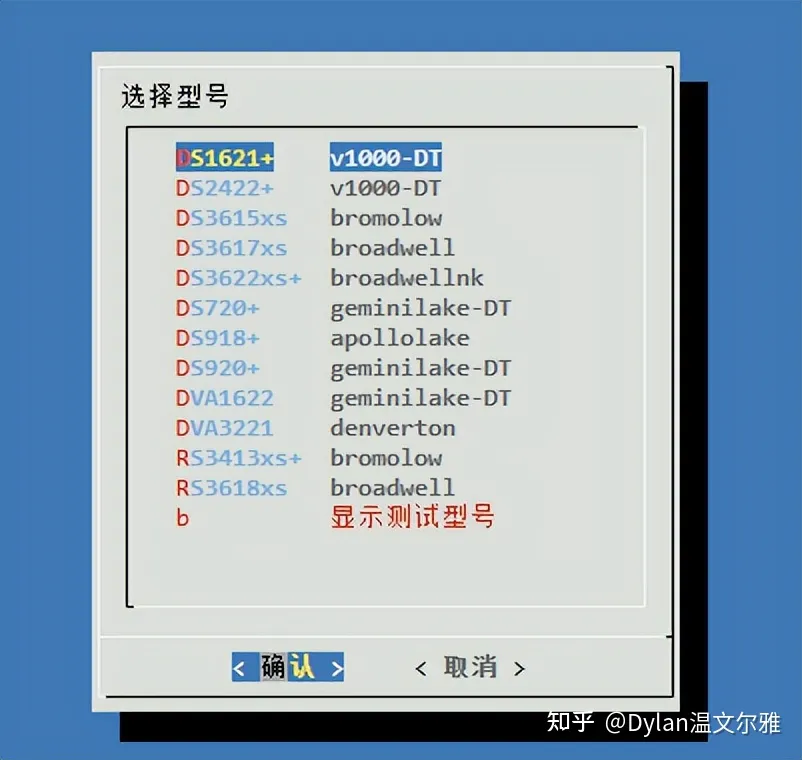 选择型号
DS1621+ v1000-DT
DS2422+ v1000-DT
DS3615xs bromolow
DS3617xs broadwell
DS3622xs+ broadwellnk
DS720+ geminilake-DT
DS918+ apollolake
DS920+ geminilake-DT
DVA1622 geminilake-DT
DVA3221 denverton
RS3413xs+ bromolow
RS3618xs broadwell
b 显示测试型号
< 确认 > < 取消 >
知乎 @Dylan温文尔雅